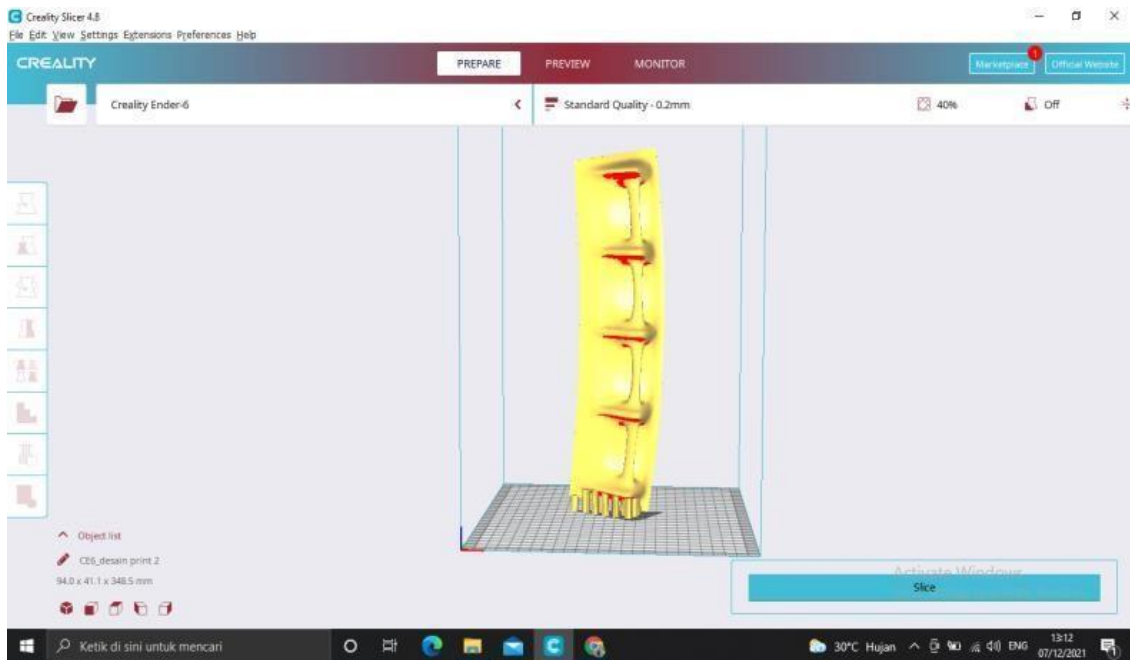 Creality Slicer 4.8
File Edit View Settings Extensions Preferences Help
CREALITY
PREPARE PREVIEW MONITOR
Marketplace 1 Official Website
Creality Ender-6
Standard Quality - 0.2mm
40%
Off
Object list
CE6_desain print 2
94.0 x 41.1 x 348.5 mm
Activate Windows
Slice
Ketik di sini untuk mencari
30°C Hujan
ENG
13:12
07/12/2021